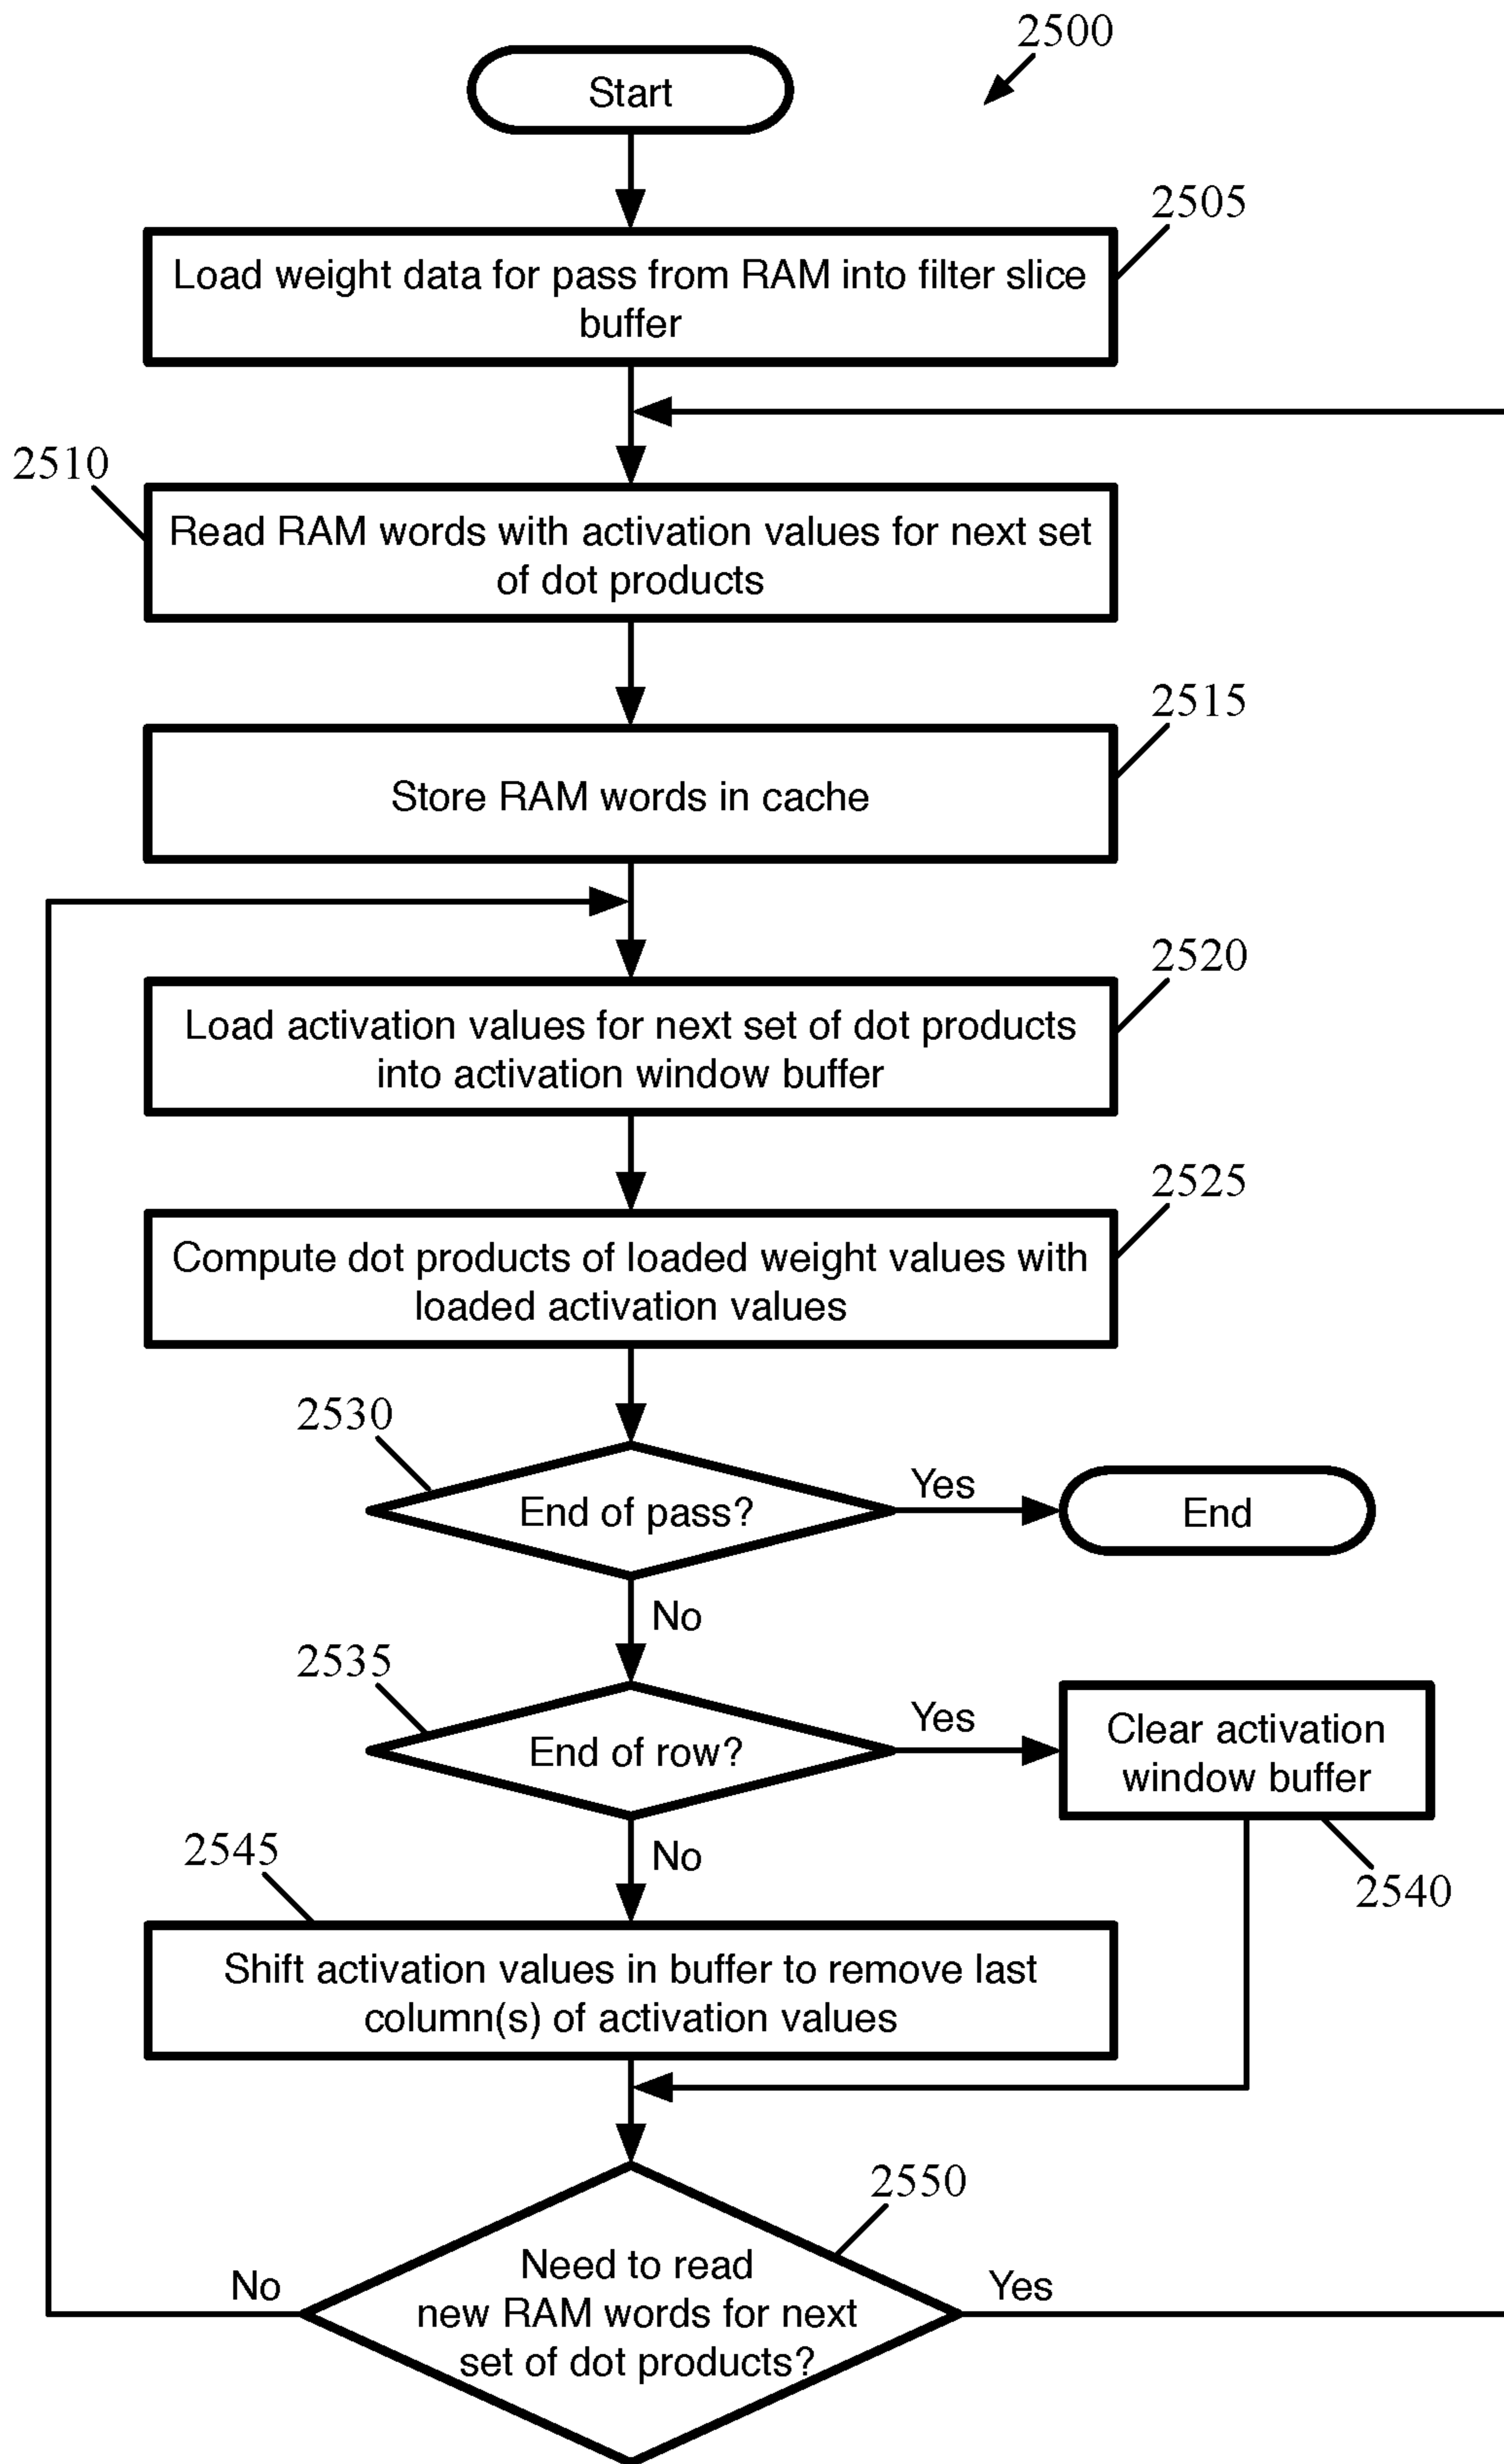 2500
Start
2505
Load weight data for pass from RAM into filter slice
buffer
2510
Read RAM words with activation values for next set
of dot products
2515
Store RAM words in cache
2520
Load activation values for next set of dot products
into activation window buffer
2525
Compute dot products of loaded weight values with
loaded activation values
2530
End of pass?
Yes
End
No
2535
End of row?
Yes
Clear activation
window buffer
2540
No
2545
Shift activation values in buffer to remove last
column(s) of activation values
2550
Need to read
new RAM words for next
set of dot products?
No
Yes